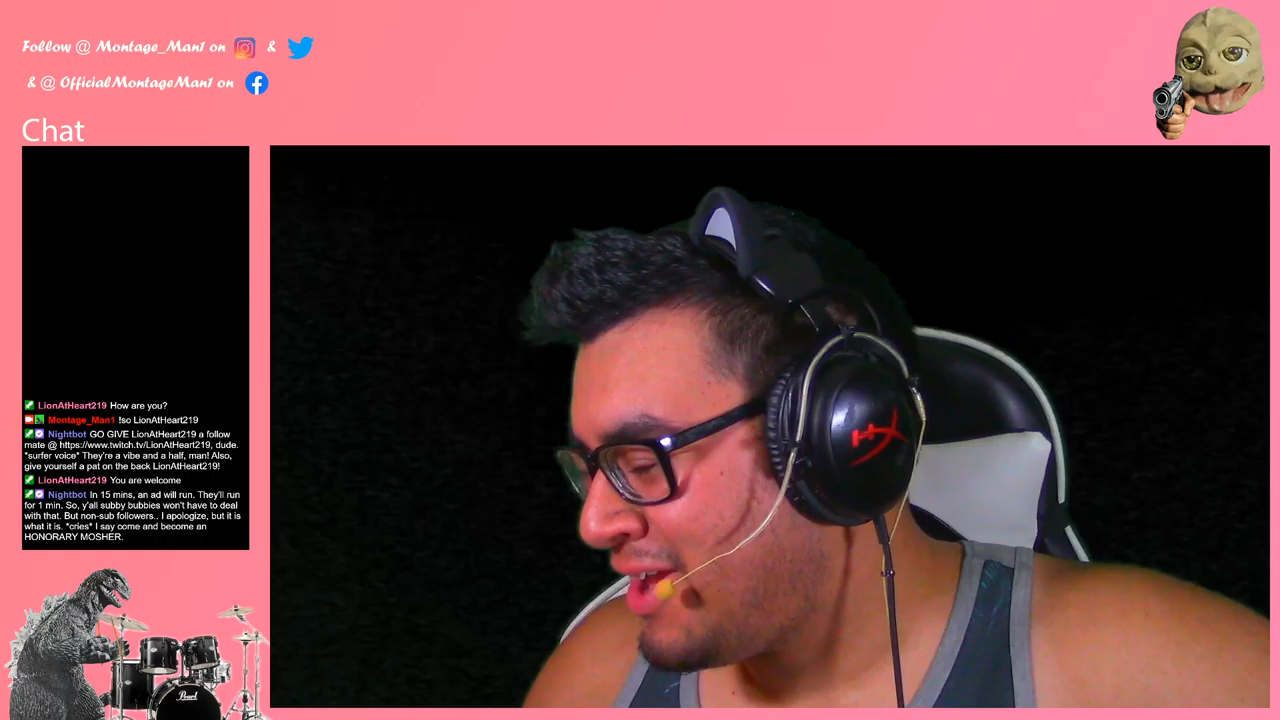 Follow @ Montage_Man1 on &
& @ OfficialMontageMan1 on
Chat
LionAtHeart219 How are you?
Montage_Man1 !so LionAtHeart219
Nightbot GO GIVE LionAtHeart219 a follow
mate @ https://www.twitch.tv/LionAtHeart219, dude.
*surfer voice* They're a vibe and a half, man! Also,
give yourself a pat on the back LionAtHeart219!
LionAtHeart219 You are welcome
Nightbot In 15 mins, an ad will run. They'll run
for 1 min. So, y'all subby bubbies won't have to deal
with that. But non-sub followers.. I apologize, but it is
what it is. *cries* I say come and become an
HONORARY MOSHER.
HX
Pearl